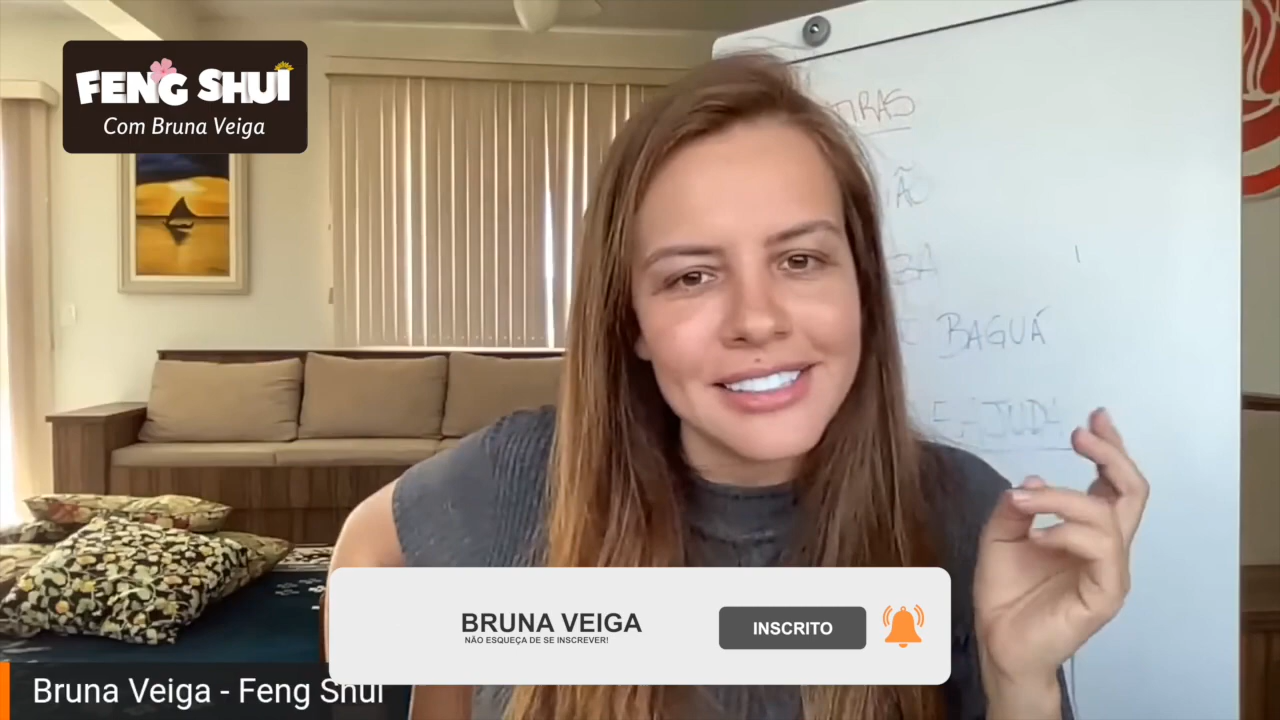 FENG SHUI
Com Bruna Veiga
BAGUÁ
BRUNA VEIGA
NÃO ESQUEÇA DE SE INSCREVER!
INSCRITO
Bruna Veiga - Feng Shui